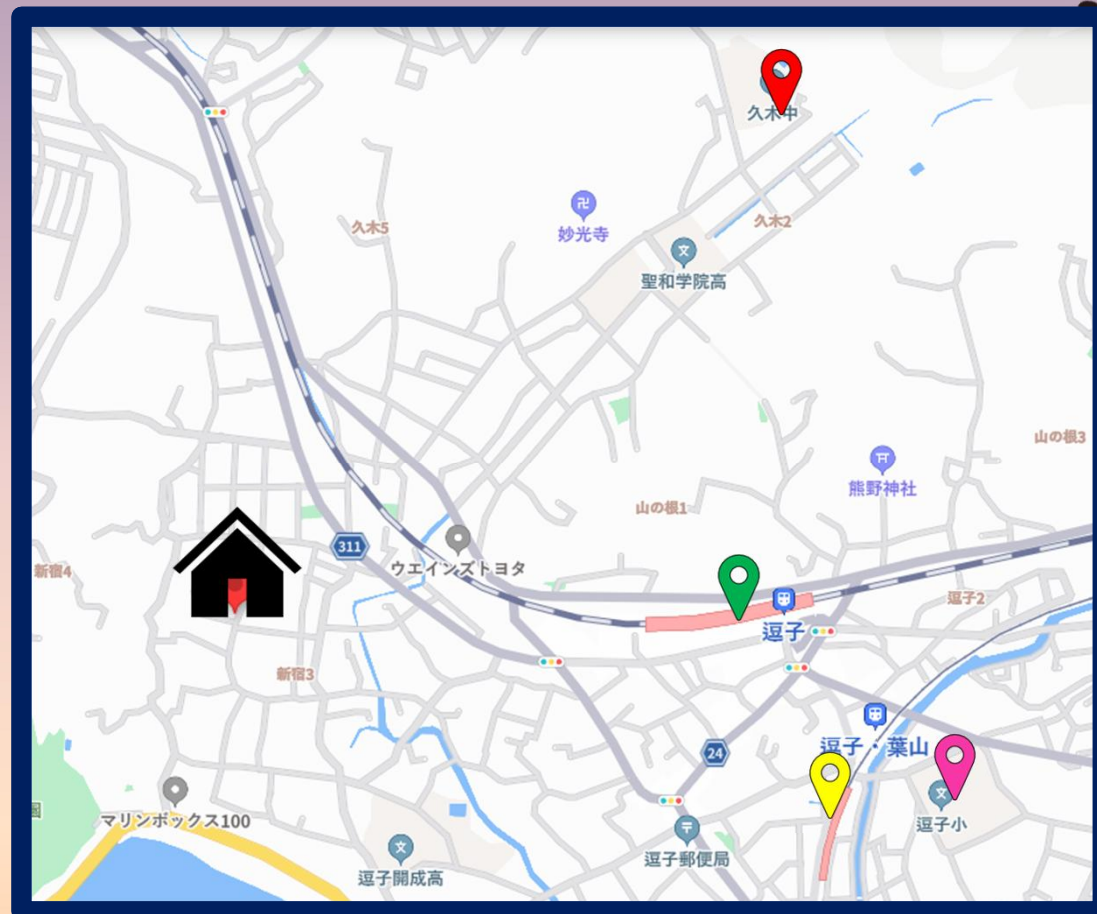 久木中
久木2
久木5
妙光寺
聖和学院高
山の根3
熊野神社
山の根1
311
ウエインズトヨタ
新宿4
逗子2
逗子
新宿3
逗子・葉山
24
マリンボックス100
園
逗子小
逗子郵便局
逗子開成高